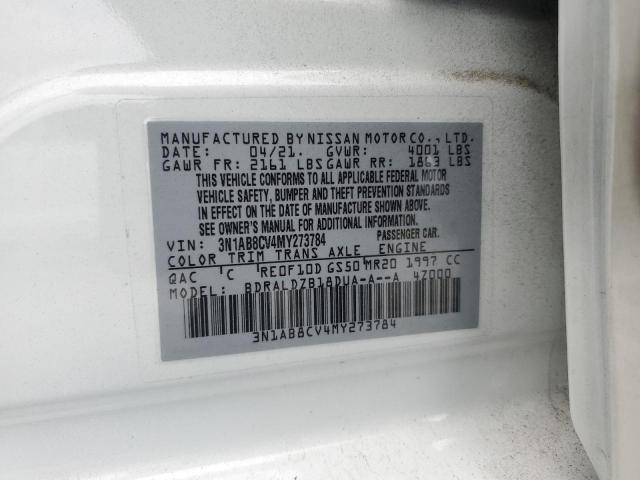 MANUFACTURED BY NISSAN MOTOR CO., LTD.
DATE: 04/21. GVWR: 4001 LBS
GAWR FR: 2161 LBS GAWR RR: 1863 LBS
THIS VEHICLE CONFORMS TO ALL APPLICABLE FEDERAL MOTOR
VEHICLE SAFETY, BUMPER AND THEFT PREVENTION STANDARDS
IN EFFECT ON THE DATE OF MANUFACTURE SHOWN ABOVE.
SEE OWNER'S MANUAL FOR ADDITIONAL INFORMATION.
VIN: 3N1AB8CV4MY273784 PASSENGER CAR.
COLOR TRIM TRANS AXLE ENGINE
QAC C RE0F10D GS50 MR20 1997 CC
MODEL: BDRALDZB18DUA-A--A 47000
3N1AB8CV4MY273784